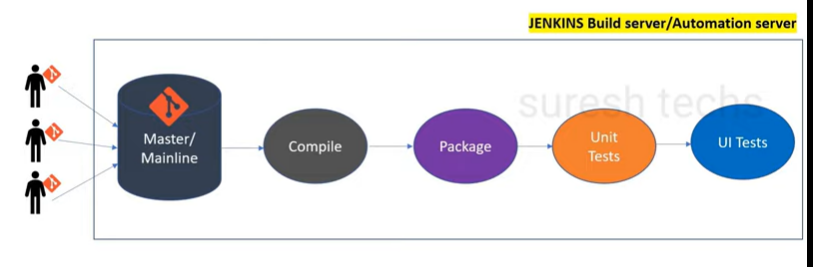 JENKINS Build server/Automation server
suresh techs
Master/
Mainline
Compile
Package
Unit
Tests
UI Tests